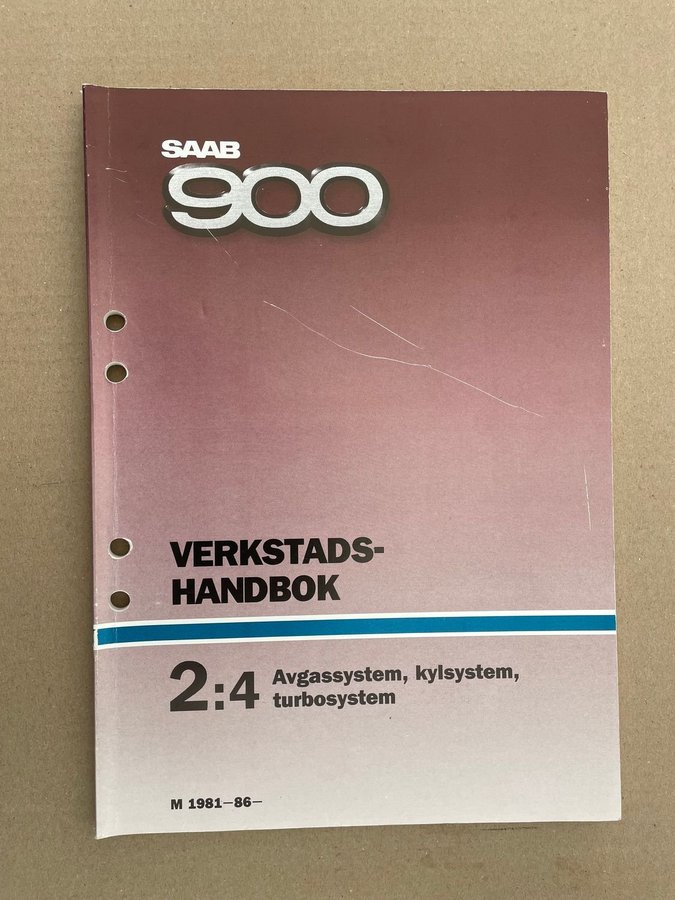 SAAB
900
VERKSTADS-
HANDBOK
2:4 Avgassystem, kylsystem,
turbosystem
M 1981–86–